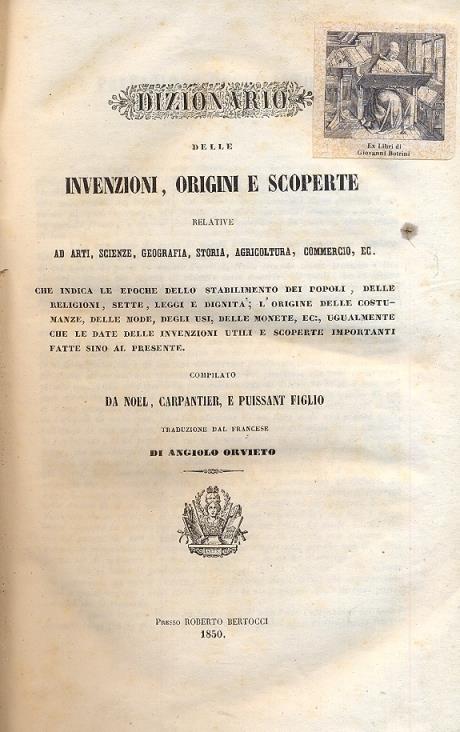 DIZIONARIO
DELLE
INVENZIONI, ORIGINI E SCOPERTE
RELATIVE
AD ARTI, SCIENZE, GEOGRAFIA, STORIA, AGRICOLTURA, COMMERCIO, EC.
CHE INDICA LE EPOCHE DELLO STABILIMENTO DEI POPOLI, DELLE
RELIGIONI, SETTE, LEGGI E DIGNITA'; L'ORIGINE DELLE COSTU-
MANZE, DELLE MODE, DEGLI USI, DELLE MONETE, EC., UGUALMENTE
CHE LE DATE DELLE INVENZIONI UTILI E SCOPERTE IMPORTANTI
FATTE SINO AL PRESENTE.
COMPILATO
DA NOEL, CARPANTIER, E PUISSANT FIGLIO
TRADUZIONE DAL FRANCESE
DI ANGIOLO ORVIETO
PRESSO ROBERTO BERTOCCI
1850.
Ex Libri di
Giovanni Botrini